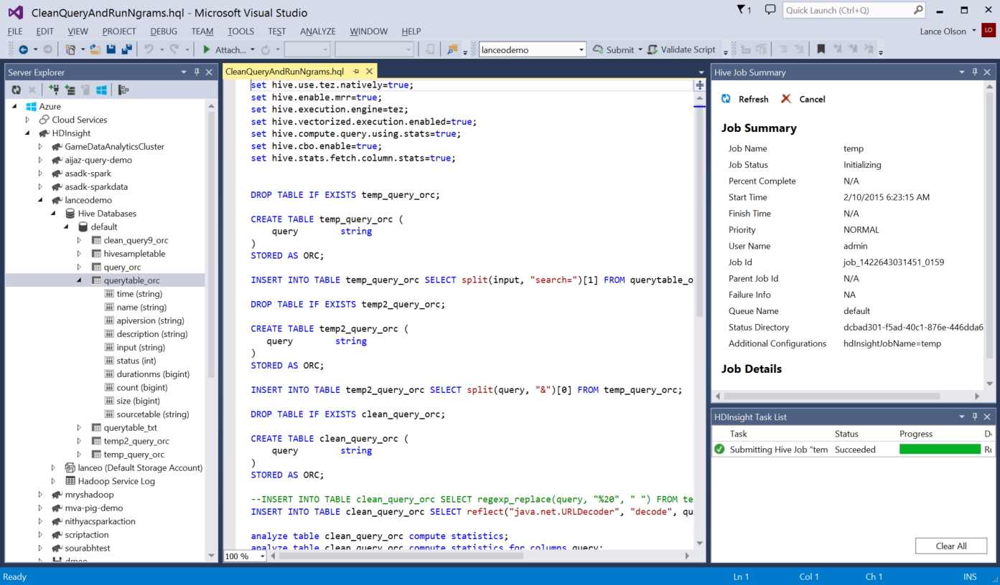 CleanQueryAndRunNgrams.hql - Microsoft Visual Studio
1
Quick Launch (Ctrl+Q)
FILE EDIT VIEW PROJECT DEBUG TEAM TOOLS TEST ANALYZE WINDOW HELP
Lance Olson LO
Attach... lanceodemo Submit Validate Script
Server Explorer
Azure
Cloud Services
HDInsight
GameDataAnalyticsCluster
aijaz-query-demo
asadk-spark
asadk-sparkdata
lanceodemo
Hive Databases
default
clean_query9_orc
hivesampletable
query_orc
querytable_orc
time (string)
name (string)
apiversion (string)
description (string)
input (string)
status (int)
durationms (bigint)
count (bigint)
size (bigint)
sourcetable (string)
querytable_txt
temp2_query_orc
temp_query_orc
lanceo (Default Storage Account)
Hadoop Service Log
mryshadoop
mva-pig-demo
nithyacsparkaction
scriptaction
sourabhtest
CleanQueryAndRunNgrams.hql
set hive.use.tez.natively=true;
set hive.enable.mrr=true;
set hive.execution.engine=tez;
set hive.vectorized.execution.enabled=true;
set hive.compute.query.using.stats=true;
set hive.cbo.enable=true;
set hive.stats.fetch.column.stats=true;
DROP TABLE IF EXISTS temp_query_orc;
CREATE TABLE temp_query_orc (
query string
)
STORED AS ORC;
INSERT INTO TABLE temp_query_orc SELECT split(input, "search=")[1] FROM querytable_o
DROP TABLE IF EXISTS temp2_query_orc;
CREATE TABLE temp2_query_orc (
query string
)
STORED AS ORC;
INSERT INTO TABLE temp2_query_orc SELECT split(query, "&")[0] FROM temp_query_orc;
DROP TABLE IF EXISTS clean_query_orc;
CREATE TABLE clean_query_orc (
query string
)
STORED AS ORC;
--INSERT INTO TABLE clean_query_orc SELECT regexp_replace(query, "%20", " ") FROM te
INSERT INTO TABLE clean_query_orc SELECT reflect("java.net.URLDecoder", "decode", qu
analyze table clean_query_orc compute statistics;
analyze table clean_query_orc compute statistics for columns query;
100 %
Hive Job Summary
Refresh Cancel
Job Summary
Job Name temp
Job Status Initializing
Percent Complete N/A
Start Time 2/10/2015 6:23:15 AM
Finish Time N/A
Priority NORMAL
User Name admin
Job Id job_1422643031451_0159
Parent Job Id N/A
Failure Info NA
Queue Name default
Status Directory dcbad301-f5ad-40c1-876e-446dda6
Additional Configurations hdInsightJobName=temp
Job Details
HDInsight Task List
Task Status Progress D
Submitting Hive Job "tem Succeeded Ru
Clear All
Ready Ln 1 Col 1 Ch 1 INS